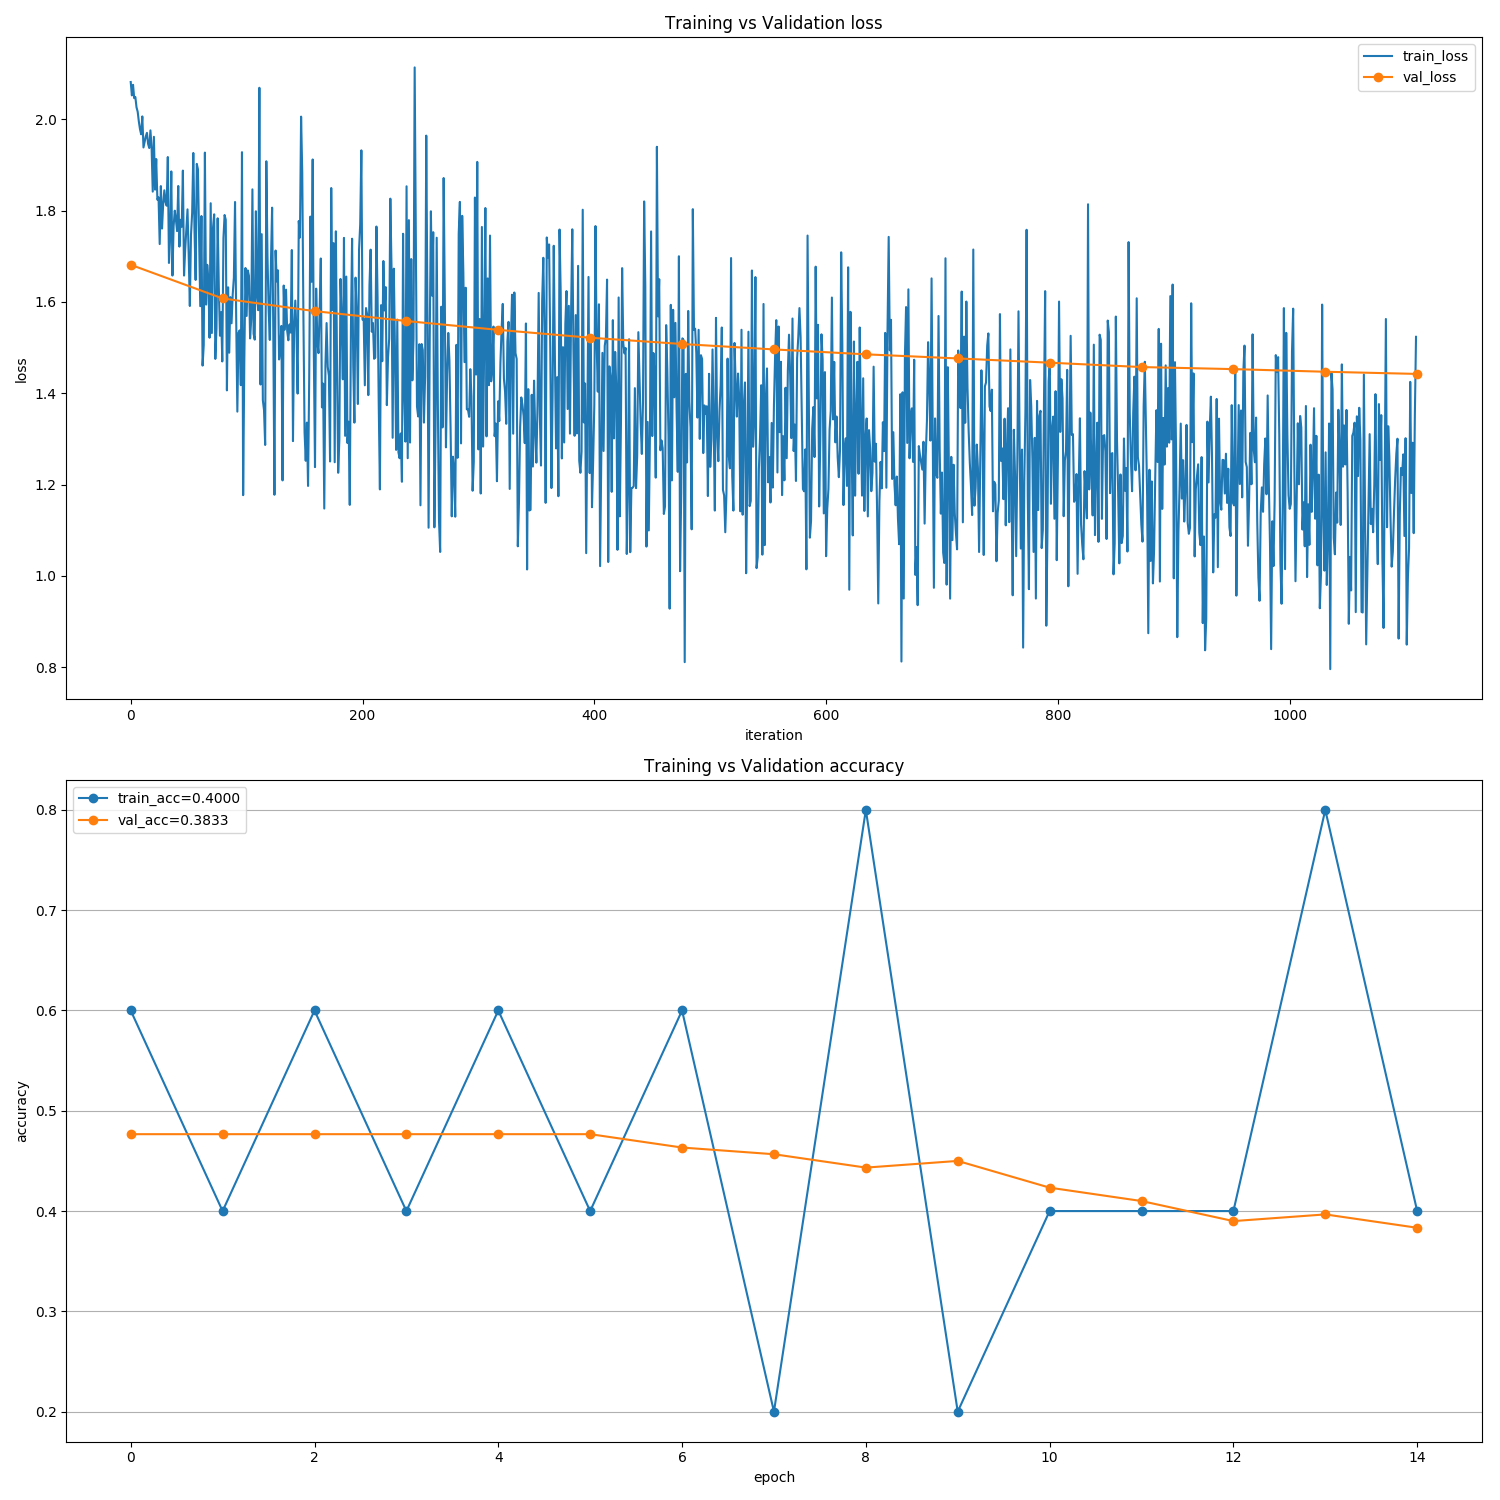 Training vs Validation loss
train_loss
val_loss
loss
2.0
1.8
1.6
1.4
1.2
1.0
0.8
0 200 400 600 800 1000
iteration
Training vs Validation accuracy
train_acc=0.4000
val_acc=0.3833
accuracy
0.8
0.7
0.6
0.5
0.4
0.3
0.2
0 2 4 6 8 10 12 14
epoch